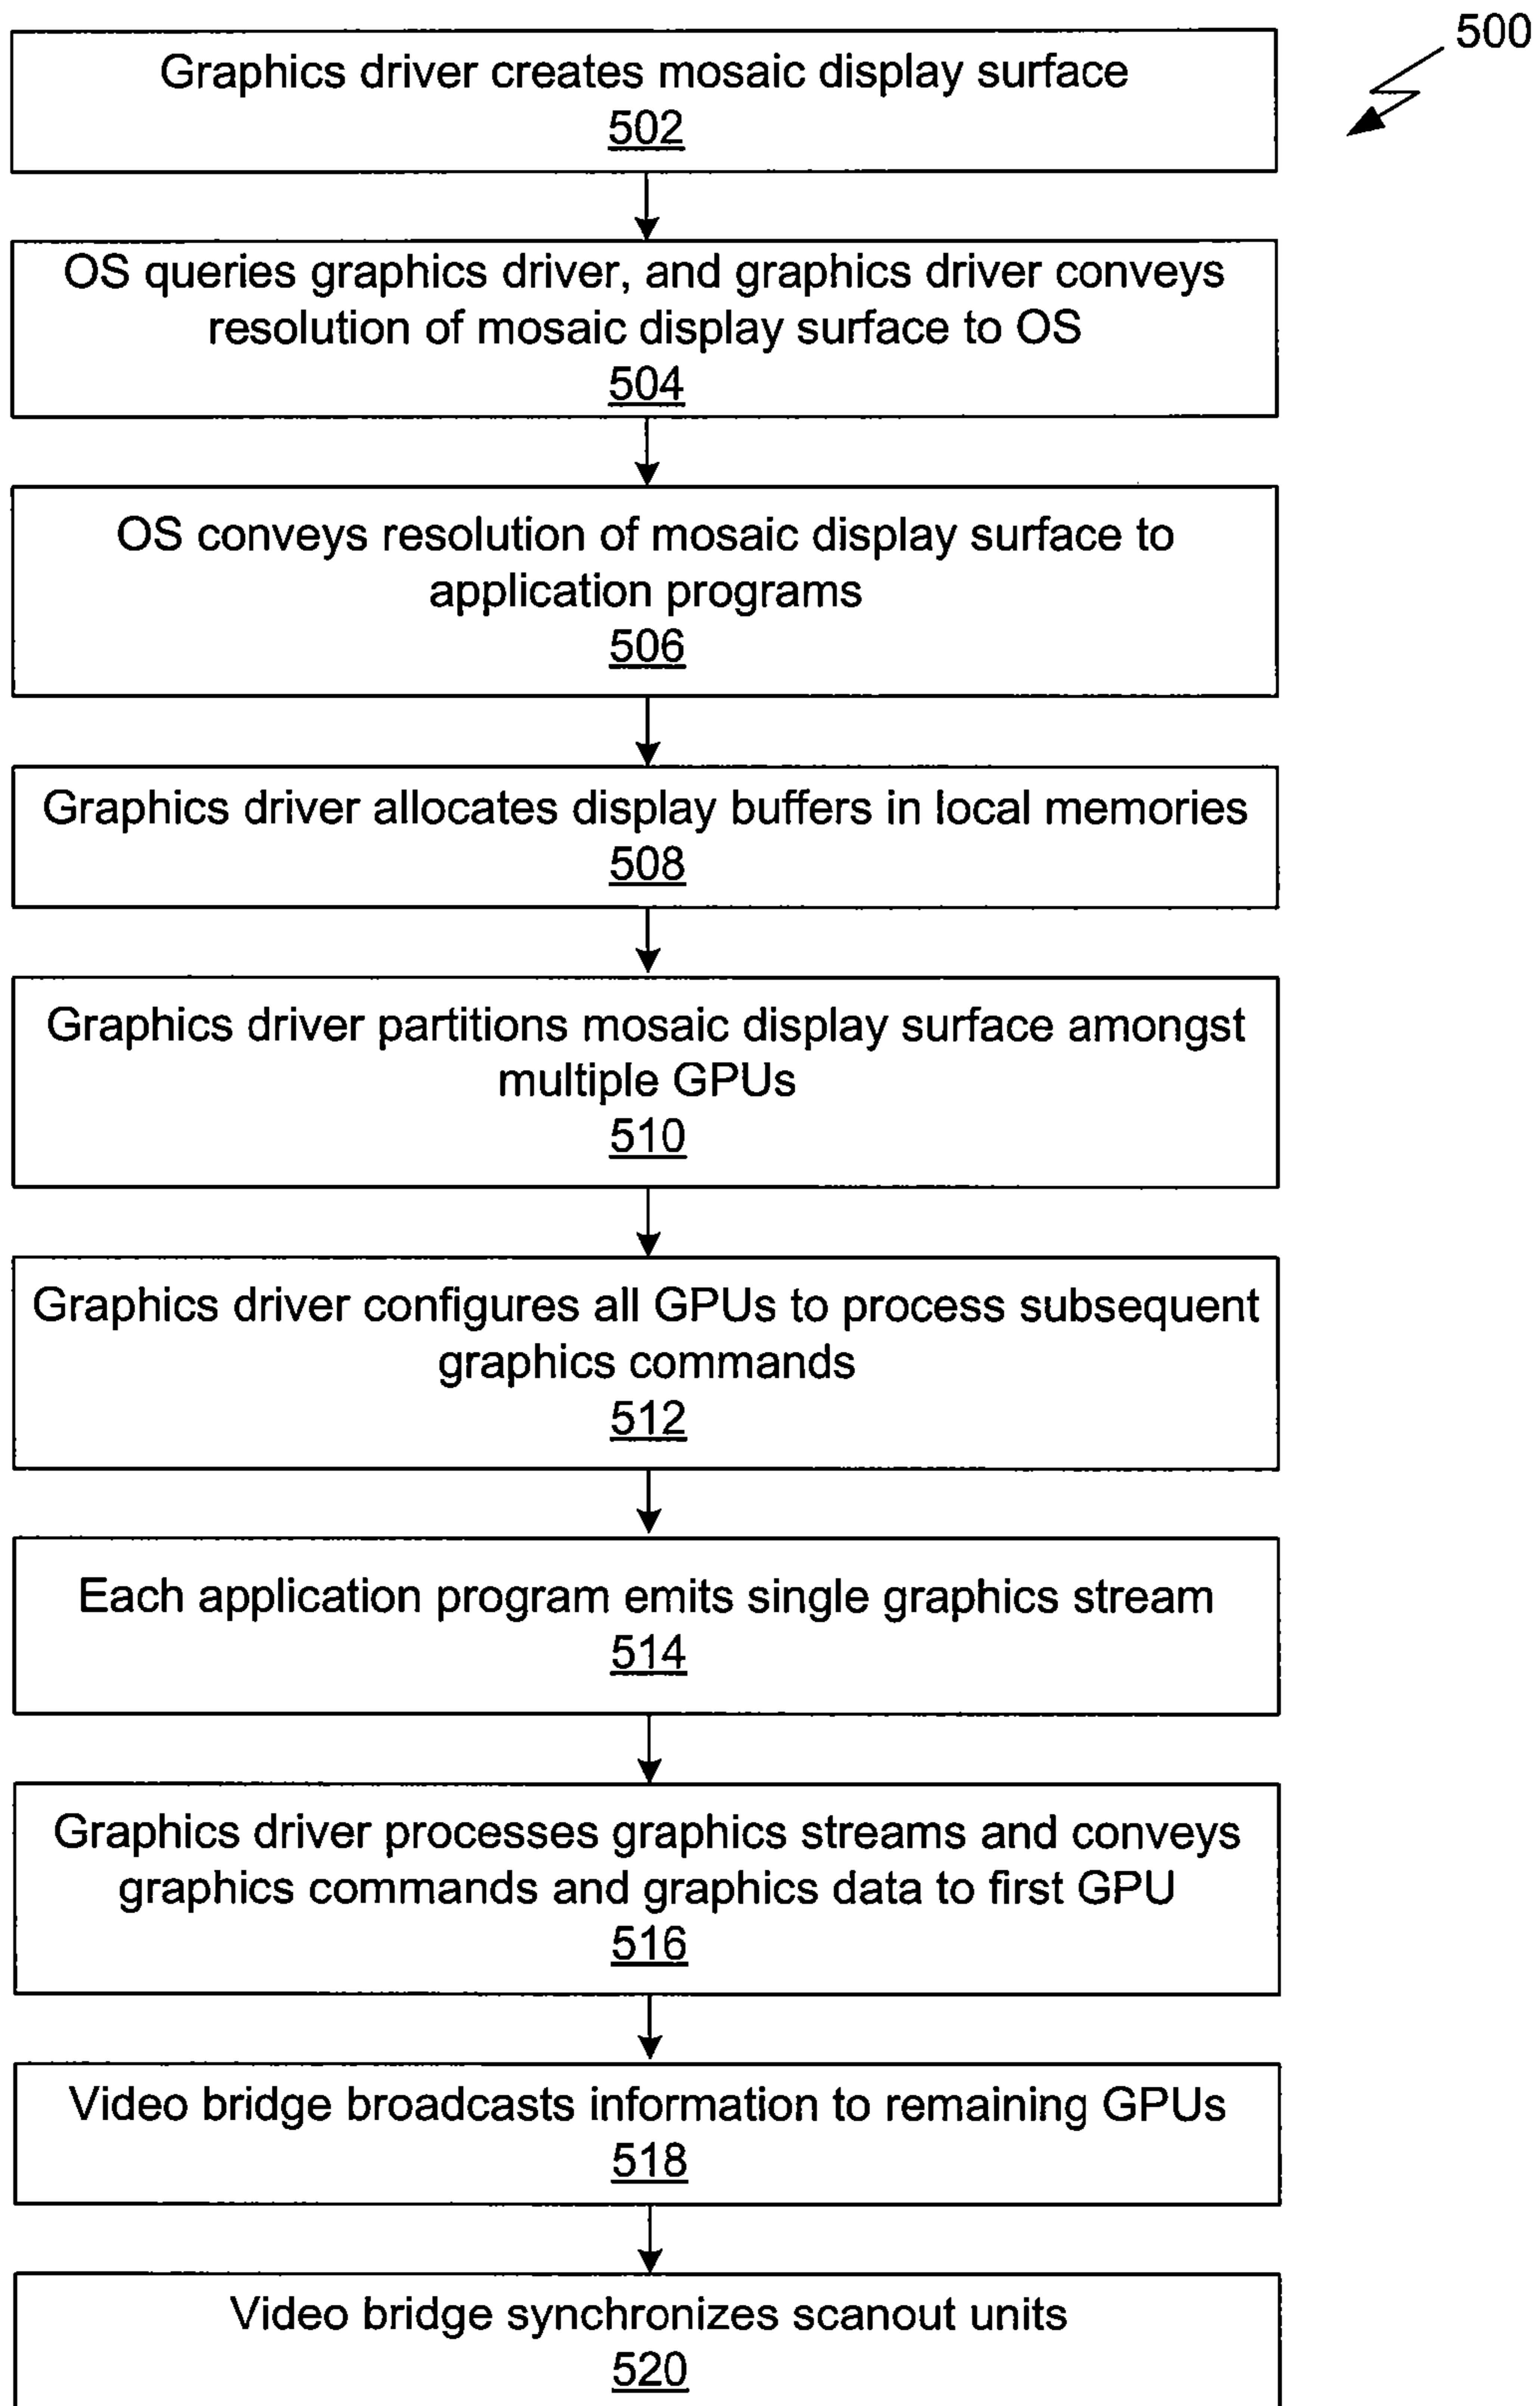 500
Graphics driver creates mosaic display surface
502
OS queries graphics driver, and graphics driver conveys
resolution of mosaic display surface to OS
504
OS conveys resolution of mosaic display surface to
application programs
506
Graphics driver allocates display buffers in local memories
508
Graphics driver partitions mosaic display surface amongst
multiple GPUs
510
Graphics driver configures all GPUs to process subsequent
graphics commands
512
Each application program emits single graphics stream
514
Graphics driver processes graphics streams and conveys
graphics commands and graphics data to first GPU
516
Video bridge broadcasts information to remaining GPUs
518
Video bridge synchronizes scanout units
520